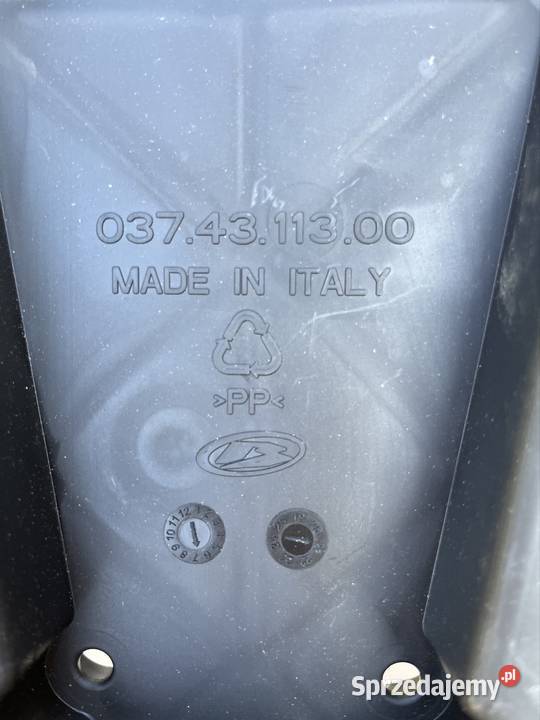 037.43.113.00
MADE IN ITALY
>PP<
Sprzedajemy.pl